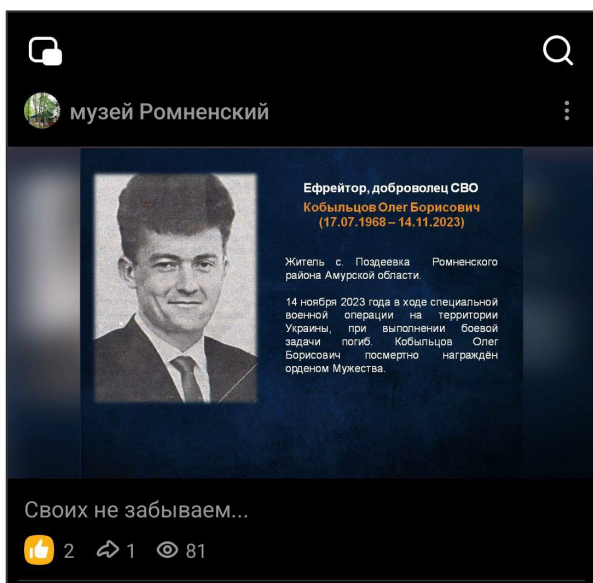 музей Ромненский
Ефрейтор, доброволец СВО
Кобыльцов Олег Борисович
(17.07.1968 – 14.11.2023)
Житель с. Поздеевка Ромненского
района Амурской области.
14 ноября 2023 года в ходе специальной
военной операции на территории
Украины, при выполнении боевой
задачи погиб. Кобыльцов Олег
Борисович посмертно награждён
орденом Мужества.
Своих не забываем...
2 1 81